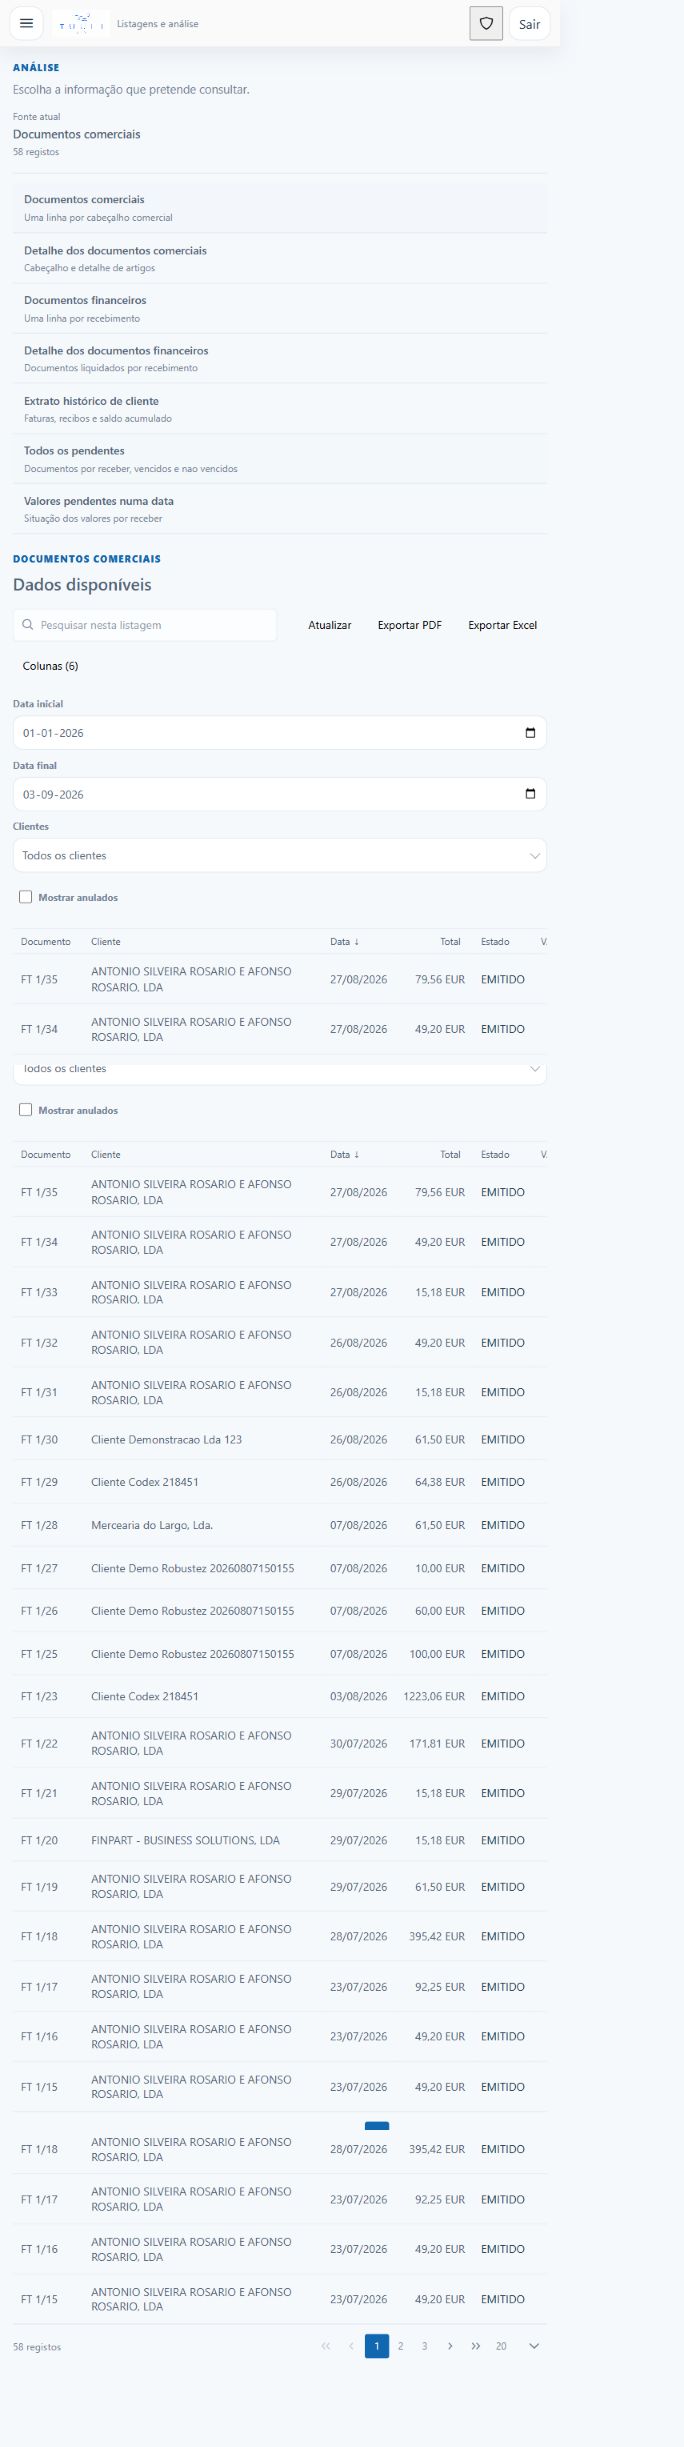 Listagens e análise
Sair
ANÁLISE
Escolha a informação que pretende consultar.
Fonte atual
Documentos comerciais
58 registos
Documentos comerciais
Uma linha por cabeçalho comercial
Detalhe dos documentos comerciais
Cabeçalho e detalhe de artigos
Documentos financeiros
Uma linha por recebimento
Detalhe dos documentos financeiros
Documentos liquidados por recebimento
Extrato histórico de cliente
Faturas, recibos e saldo acumulado
Todos os pendentes
Documentos por receber, vencidos e nao vencidos
Valores pendentes numa data
Situação dos valores por receber
DOCUMENTOS COMERCIAIS
Dados disponíveis
Pesquisar nesta listagem
Atualizar
Exportar PDF
Exportar Excel
Colunas (6)
Data inicial
01-01-2026
Data final
03-09-2026
Clientes
Todos os clientes
Mostrar anulados
Documento Cliente Data ↓ Total Estado V
FT 1/35 ANTONIO SILVEIRA ROSARIO E AFONSO ROSARIO, LDA 27/08/2026 79,56 EUR EMITIDO
FT 1/34 ANTONIO SILVEIRA ROSARIO E AFONSO ROSARIO, LDA 27/08/2026 49,20 EUR EMITIDO
Todos os clientes
Mostrar anulados
Documento Cliente Data ↓ Total Estado V
FT 1/35 ANTONIO SILVEIRA ROSARIO E AFONSO ROSARIO, LDA 27/08/2026 79,56 EUR EMITIDO
FT 1/34 ANTONIO SILVEIRA ROSARIO E AFONSO ROSARIO, LDA 27/08/2026 49,20 EUR EMITIDO
FT 1/33 ANTONIO SILVEIRA ROSARIO E AFONSO ROSARIO, LDA 27/08/2026 15,18 EUR EMITIDO
FT 1/32 ANTONIO SILVEIRA ROSARIO E AFONSO ROSARIO, LDA 26/08/2026 49,20 EUR EMITIDO
FT 1/31 ANTONIO SILVEIRA ROSARIO E AFONSO ROSARIO, LDA 26/08/2026 15,18 EUR EMITIDO
FT 1/30 Cliente Demonstracao Lda 123 26/08/2026 61,50 EUR EMITIDO
FT 1/29 Cliente Codex 218451 26/08/2026 64,38 EUR EMITIDO
FT 1/28 Mercearia do Largo, Lda. 07/08/2026 61,50 EUR EMITIDO
FT 1/27 Cliente Demo Robustez 20260807150155 07/08/2026 10,00 EUR EMITIDO
FT 1/26 Cliente Demo Robustez 20260807150155 07/08/2026 60,00 EUR EMITIDO
FT 1/25 Cliente Demo Robustez 20260807150155 07/08/2026 100,00 EUR EMITIDO
FT 1/23 Cliente Codex 218451 03/08/2026 1223,06 EUR EMITIDO
FT 1/22 ANTONIO SILVEIRA ROSARIO E AFONSO ROSARIO, LDA 30/07/2026 171,81 EUR EMITIDO
FT 1/21 ANTONIO SILVEIRA ROSARIO E AFONSO ROSARIO, LDA 29/07/2026 15,18 EUR EMITIDO
FT 1/20 FINPART - BUSINESS SOLUTIONS, LDA 29/07/2026 15,18 EUR EMITIDO
FT 1/19 ANTONIO SILVEIRA ROSARIO E AFONSO ROSARIO, LDA 29/07/2026 61,50 EUR EMITIDO
FT 1/18 ANTONIO SILVEIRA ROSARIO E AFONSO ROSARIO, LDA 28/07/2026 395,42 EUR EMITIDO
FT 1/17 ANTONIO SILVEIRA ROSARIO E AFONSO ROSARIO, LDA 23/07/2026 92,25 EUR EMITIDO
FT 1/16 ANTONIO SILVEIRA ROSARIO E AFONSO ROSARIO, LDA 23/07/2026 49,20 EUR EMITIDO
FT 1/15 ANTONIO SILVEIRA ROSARIO E AFONSO ROSARIO, LDA 23/07/2026 49,20 EUR EMITIDO
FT 1/18 ANTONIO SILVEIRA ROSARIO E AFONSO ROSARIO, LDA 28/07/2026 395,42 EUR EMITIDO
FT 1/17 ANTONIO SILVEIRA ROSARIO E AFONSO ROSARIO, LDA 23/07/2026 92,25 EUR EMITIDO
FT 1/16 ANTONIO SILVEIRA ROSARIO E AFONSO ROSARIO, LDA 23/07/2026 49,20 EUR EMITIDO
FT 1/15 ANTONIO SILVEIRA ROSARIO E AFONSO ROSARIO, LDA 23/07/2026 49,20 EUR EMITIDO
58 registos
1 2 3 20